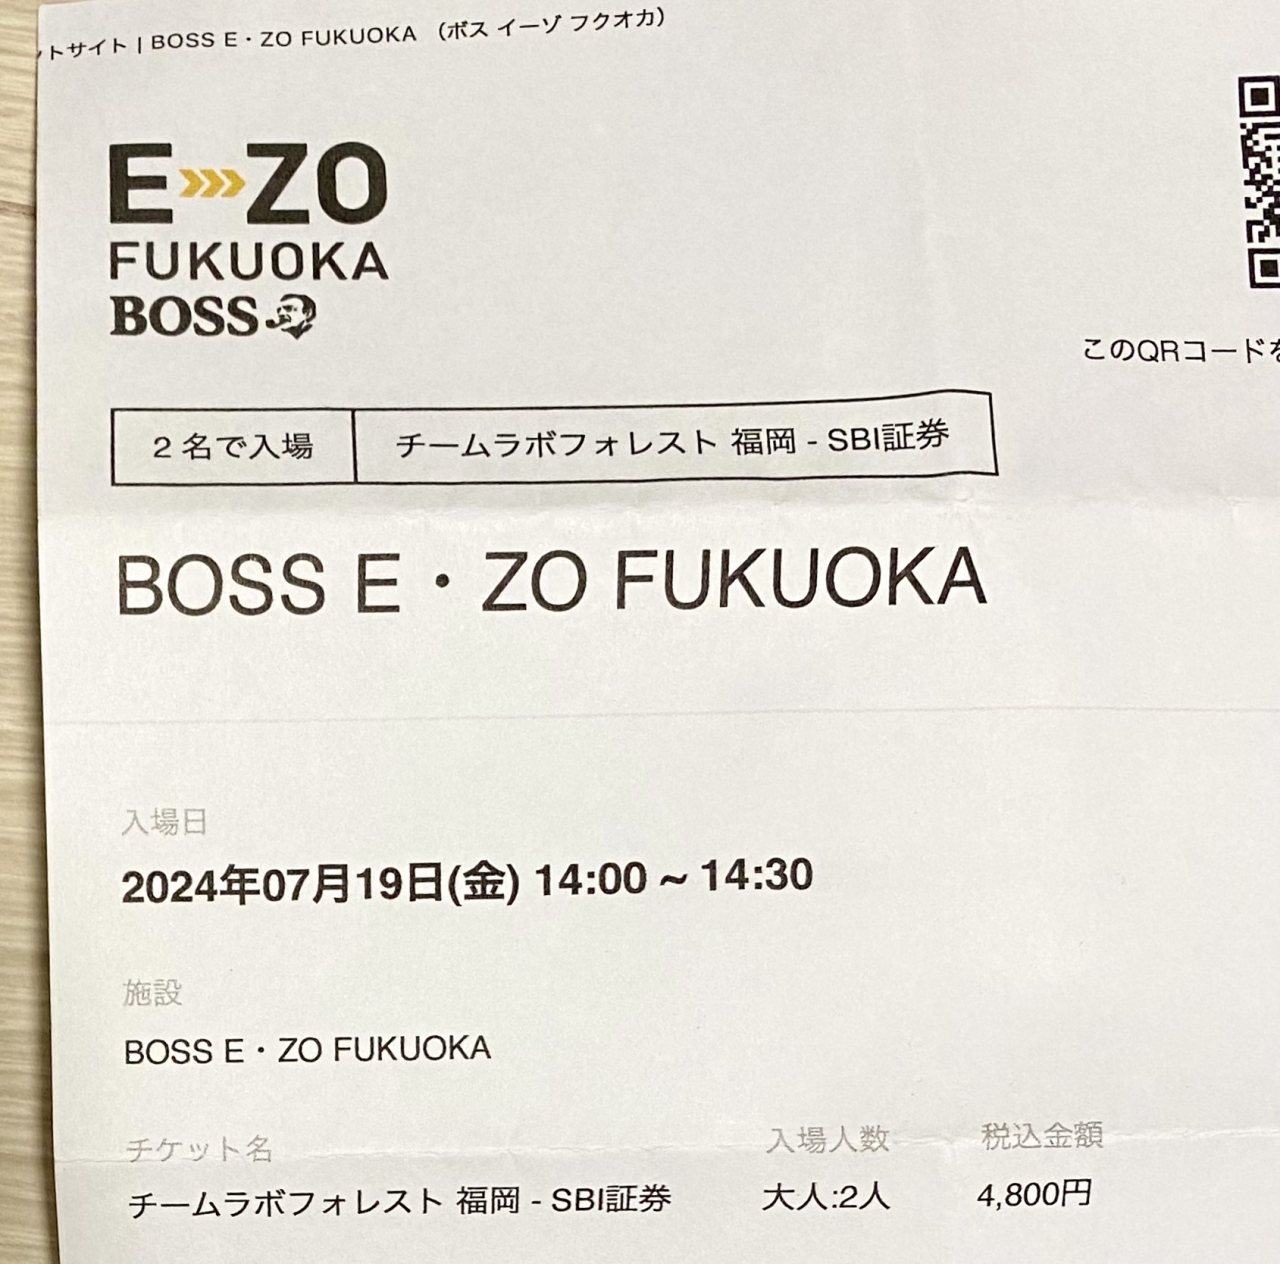 トサイト | BOSS E・ZO FUKUOKA （ボス イーゾ フクオカ）
E ZO
FUKUOKA
BOSS
このQRコードを
2 名で入場 チームラボフォレスト 福岡 - SBI証券
BOSS E・ZO FUKUOKA
入場日
2024年07月19日(金) 14:00 ~ 14:30
施設
BOSS E・ZO FUKUOKA
チケット名 入場人数 税込金額
チームラボフォレスト 福岡 - SBI証券 大人:2人 4,800円